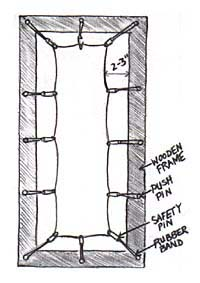 2-3"
WOODEN
FRAME
PUSH
PIN
SAFETY
PIN
RUBBER
BAND